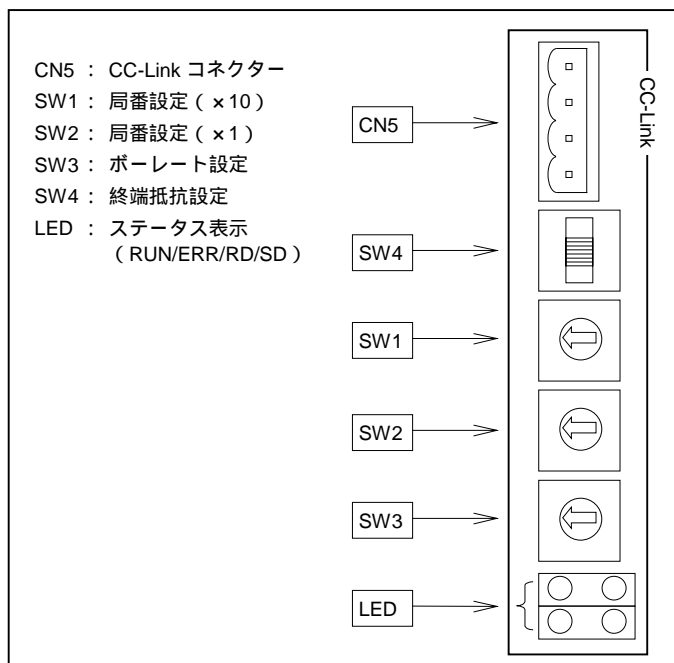 CN5 : CC-Link コネクター
SW1 : 局番設定 ( ×10 )
SW2 : 局番設定 ( ×1 )
SW3 : ボーレート設定
SW4 : 終端抵抗設定
LED : ステータス表示
( RUN/ERR/RD/SD )
CC-Link
CN5
SW4
SW1
SW2
SW3
LED